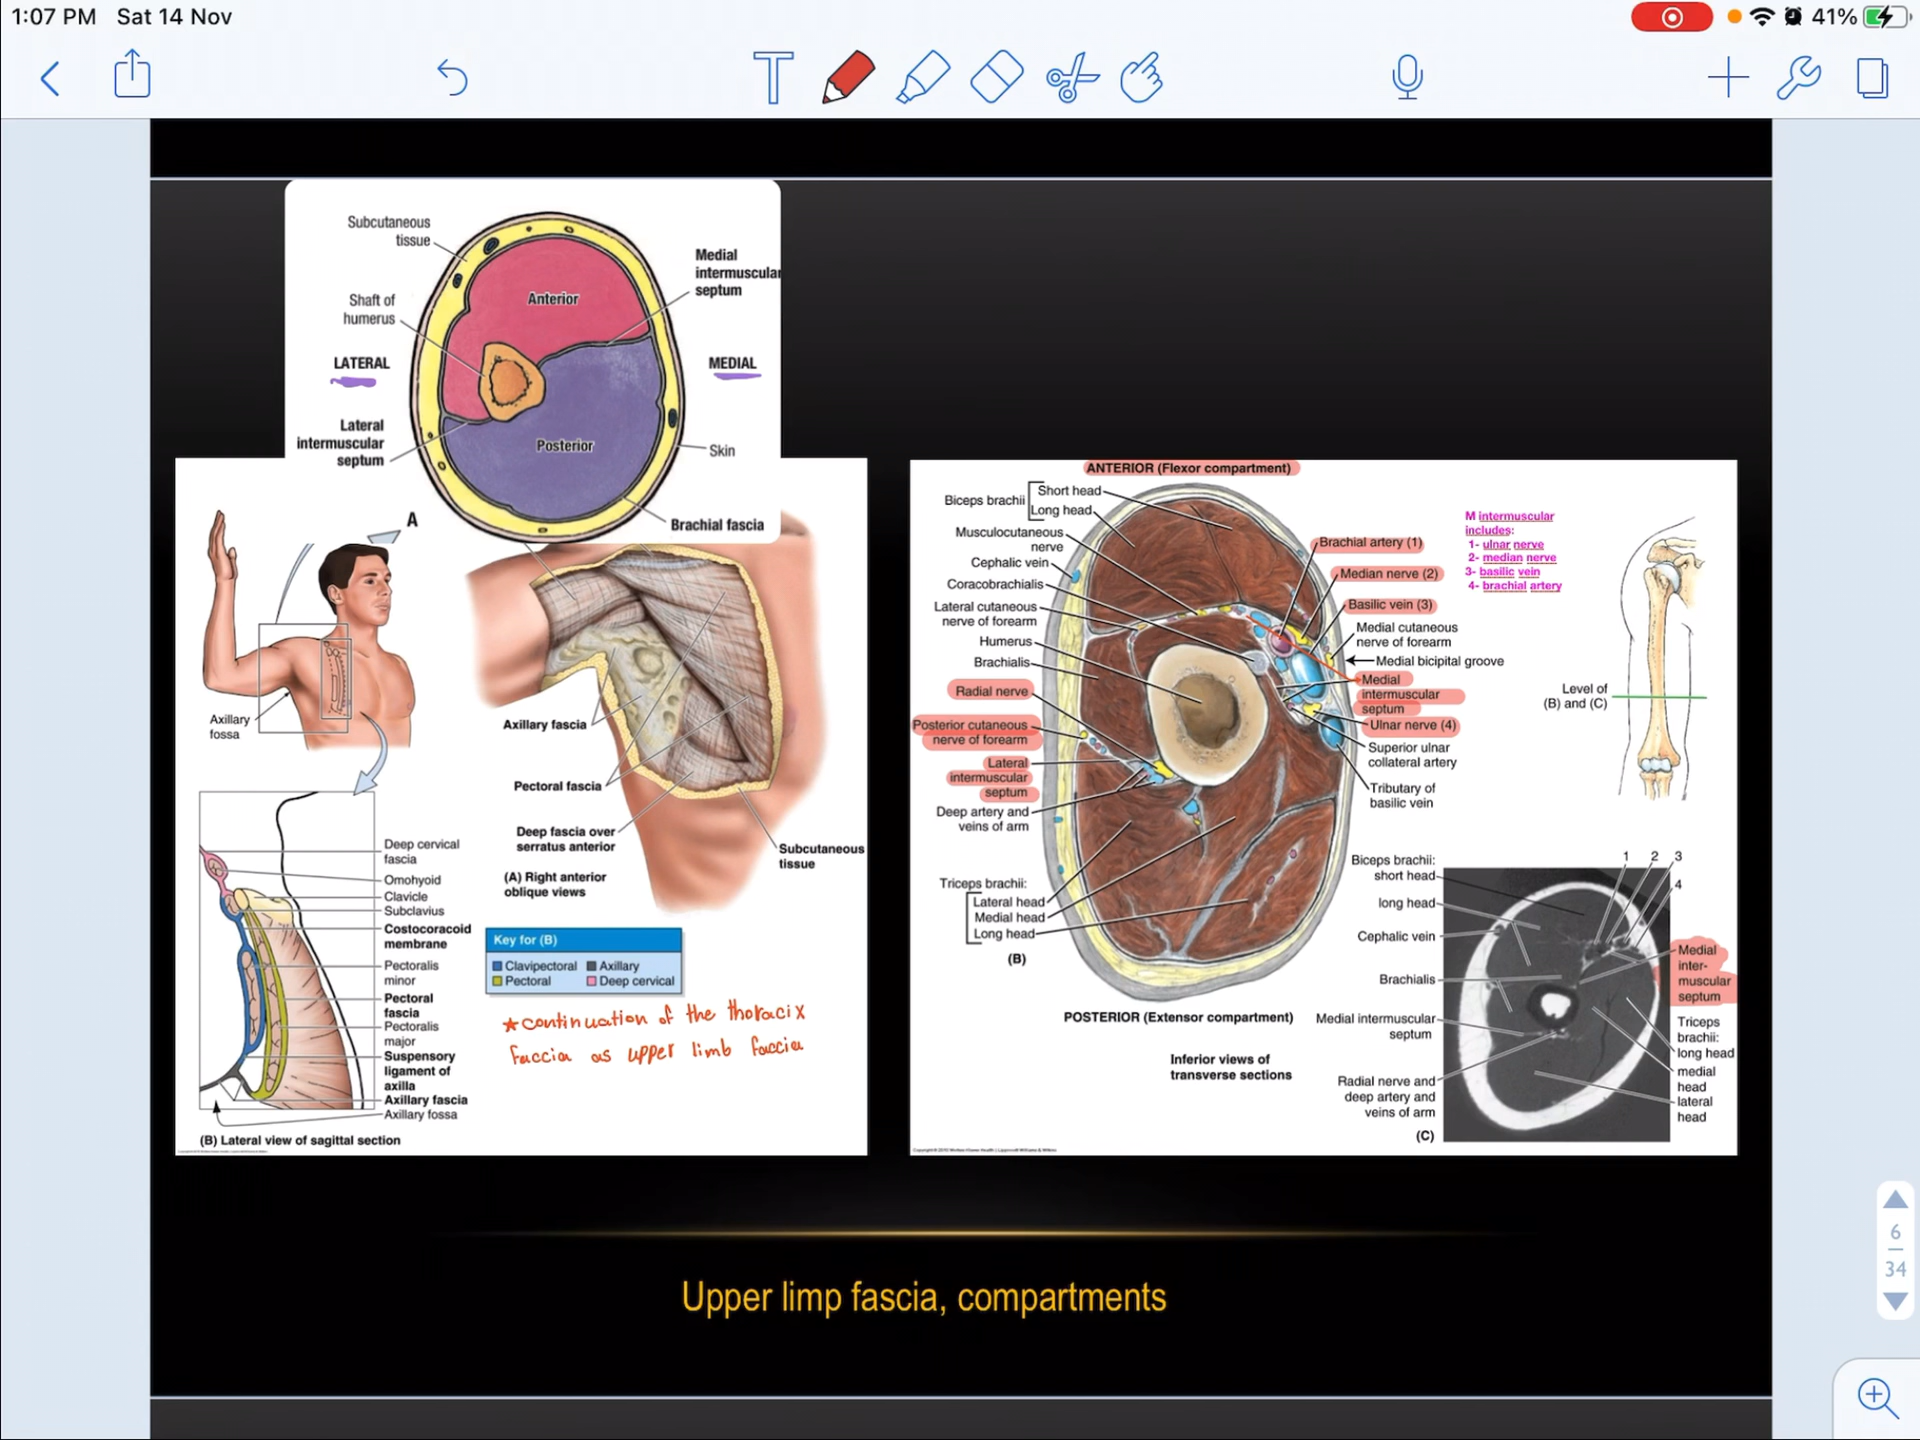 1:07 PM Sat 14 Nov
41%
Subcutaneous
tissue
Medial
intermuscular
septum
Anterior
Shaft of
humerus
LATERAL
MEDIAL
Lateral
intermuscular
septum
Posterior
Skin
Brachial fascia
A
Axillary
fossa
Axillary fascia
Pectoral fascia
Deep fascia over
serratus anterior
Subcutaneous
tissue
(A) Right anterior
oblique views
Deep cervical
fascia
Omohyoid
Clavicle
Subclavius
Costocoracoid
membrane
Pectoralis
minor
Pectoral
fascia
Pectoralis
major
Suspensory
ligament of
axilla
Axillary fascia
Axillary fossa
(B) Lateral view of sagittal section
Key for (B)
Clavipectoral Axillary
Pectoral Deep cervical
*continuation of the thoracix
faccia as upper limb faccia
ANTERIOR (Flexor compartment)
Biceps brachii
Short head
Long head
Musculocutaneous
nerve
Cephalic vein
Coracobrachialis
Lateral cutaneous
nerve of forearm
Humerus
Brachialis
Radial nerve
Posterior cutaneous
nerve of forearm
Lateral
intermuscular
septum
Deep artery and
veins of arm
Triceps brachii:
Lateral head
Medial head
Long head
(B)
Brachial artery (1)
Median nerve (2)
Basilic vein (3)
Medial cutaneous
nerve of forearm
Medial bicipital groove
Medial
intermuscular
septum
Ulnar nerve (4)
Superior ulnar
collateral artery
Tributary of
basilic vein
M intermuscular
includes:
1- ulnar nerve
2- median nerve
3- basilic vein
4- brachial artery
Level of
(B) and (C)
POSTERIOR (Extensor compartment)
Inferior views of
transverse sections
Biceps brachii:
short head
long head
Cephalic vein
Brachialis
Medial intermuscular
septum
Radial nerve and
deep artery and
veins of arm
(C)
1 2 3
4
Medial
inter-
muscular
septum
Triceps
brachii:
long head
medial
head
lateral
head
Upper limp fascia, compartments
6
34